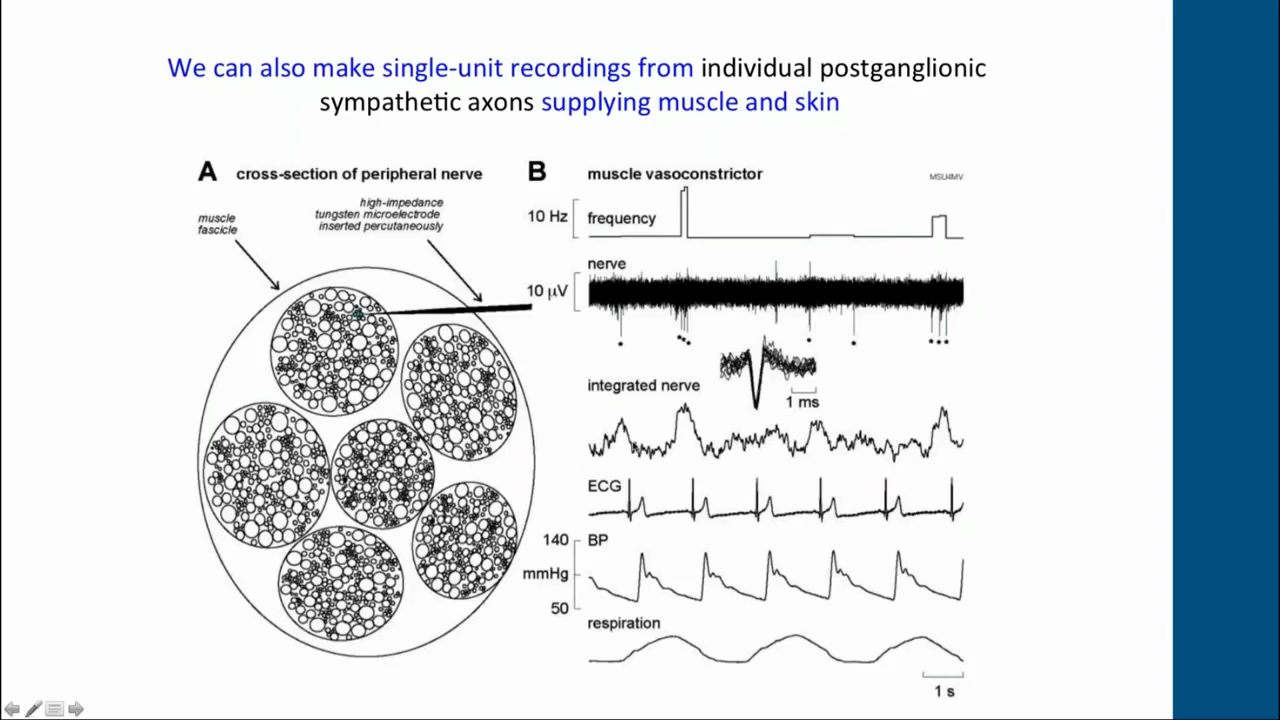 We can also make single-unit recordings from individual postganglionic
sympathetic axons supplying muscle and skin
A cross-section of peripheral nerve
muscle
fascicle
high-impedance
tungsten microelectrode
inserted percutaneously
B muscle vasoconstrictor
MSU4MV
10 Hz frequency
nerve
10 µV
integrated nerve
1 ms
ECG
140 BP
mmHg
50
respiration
1 s